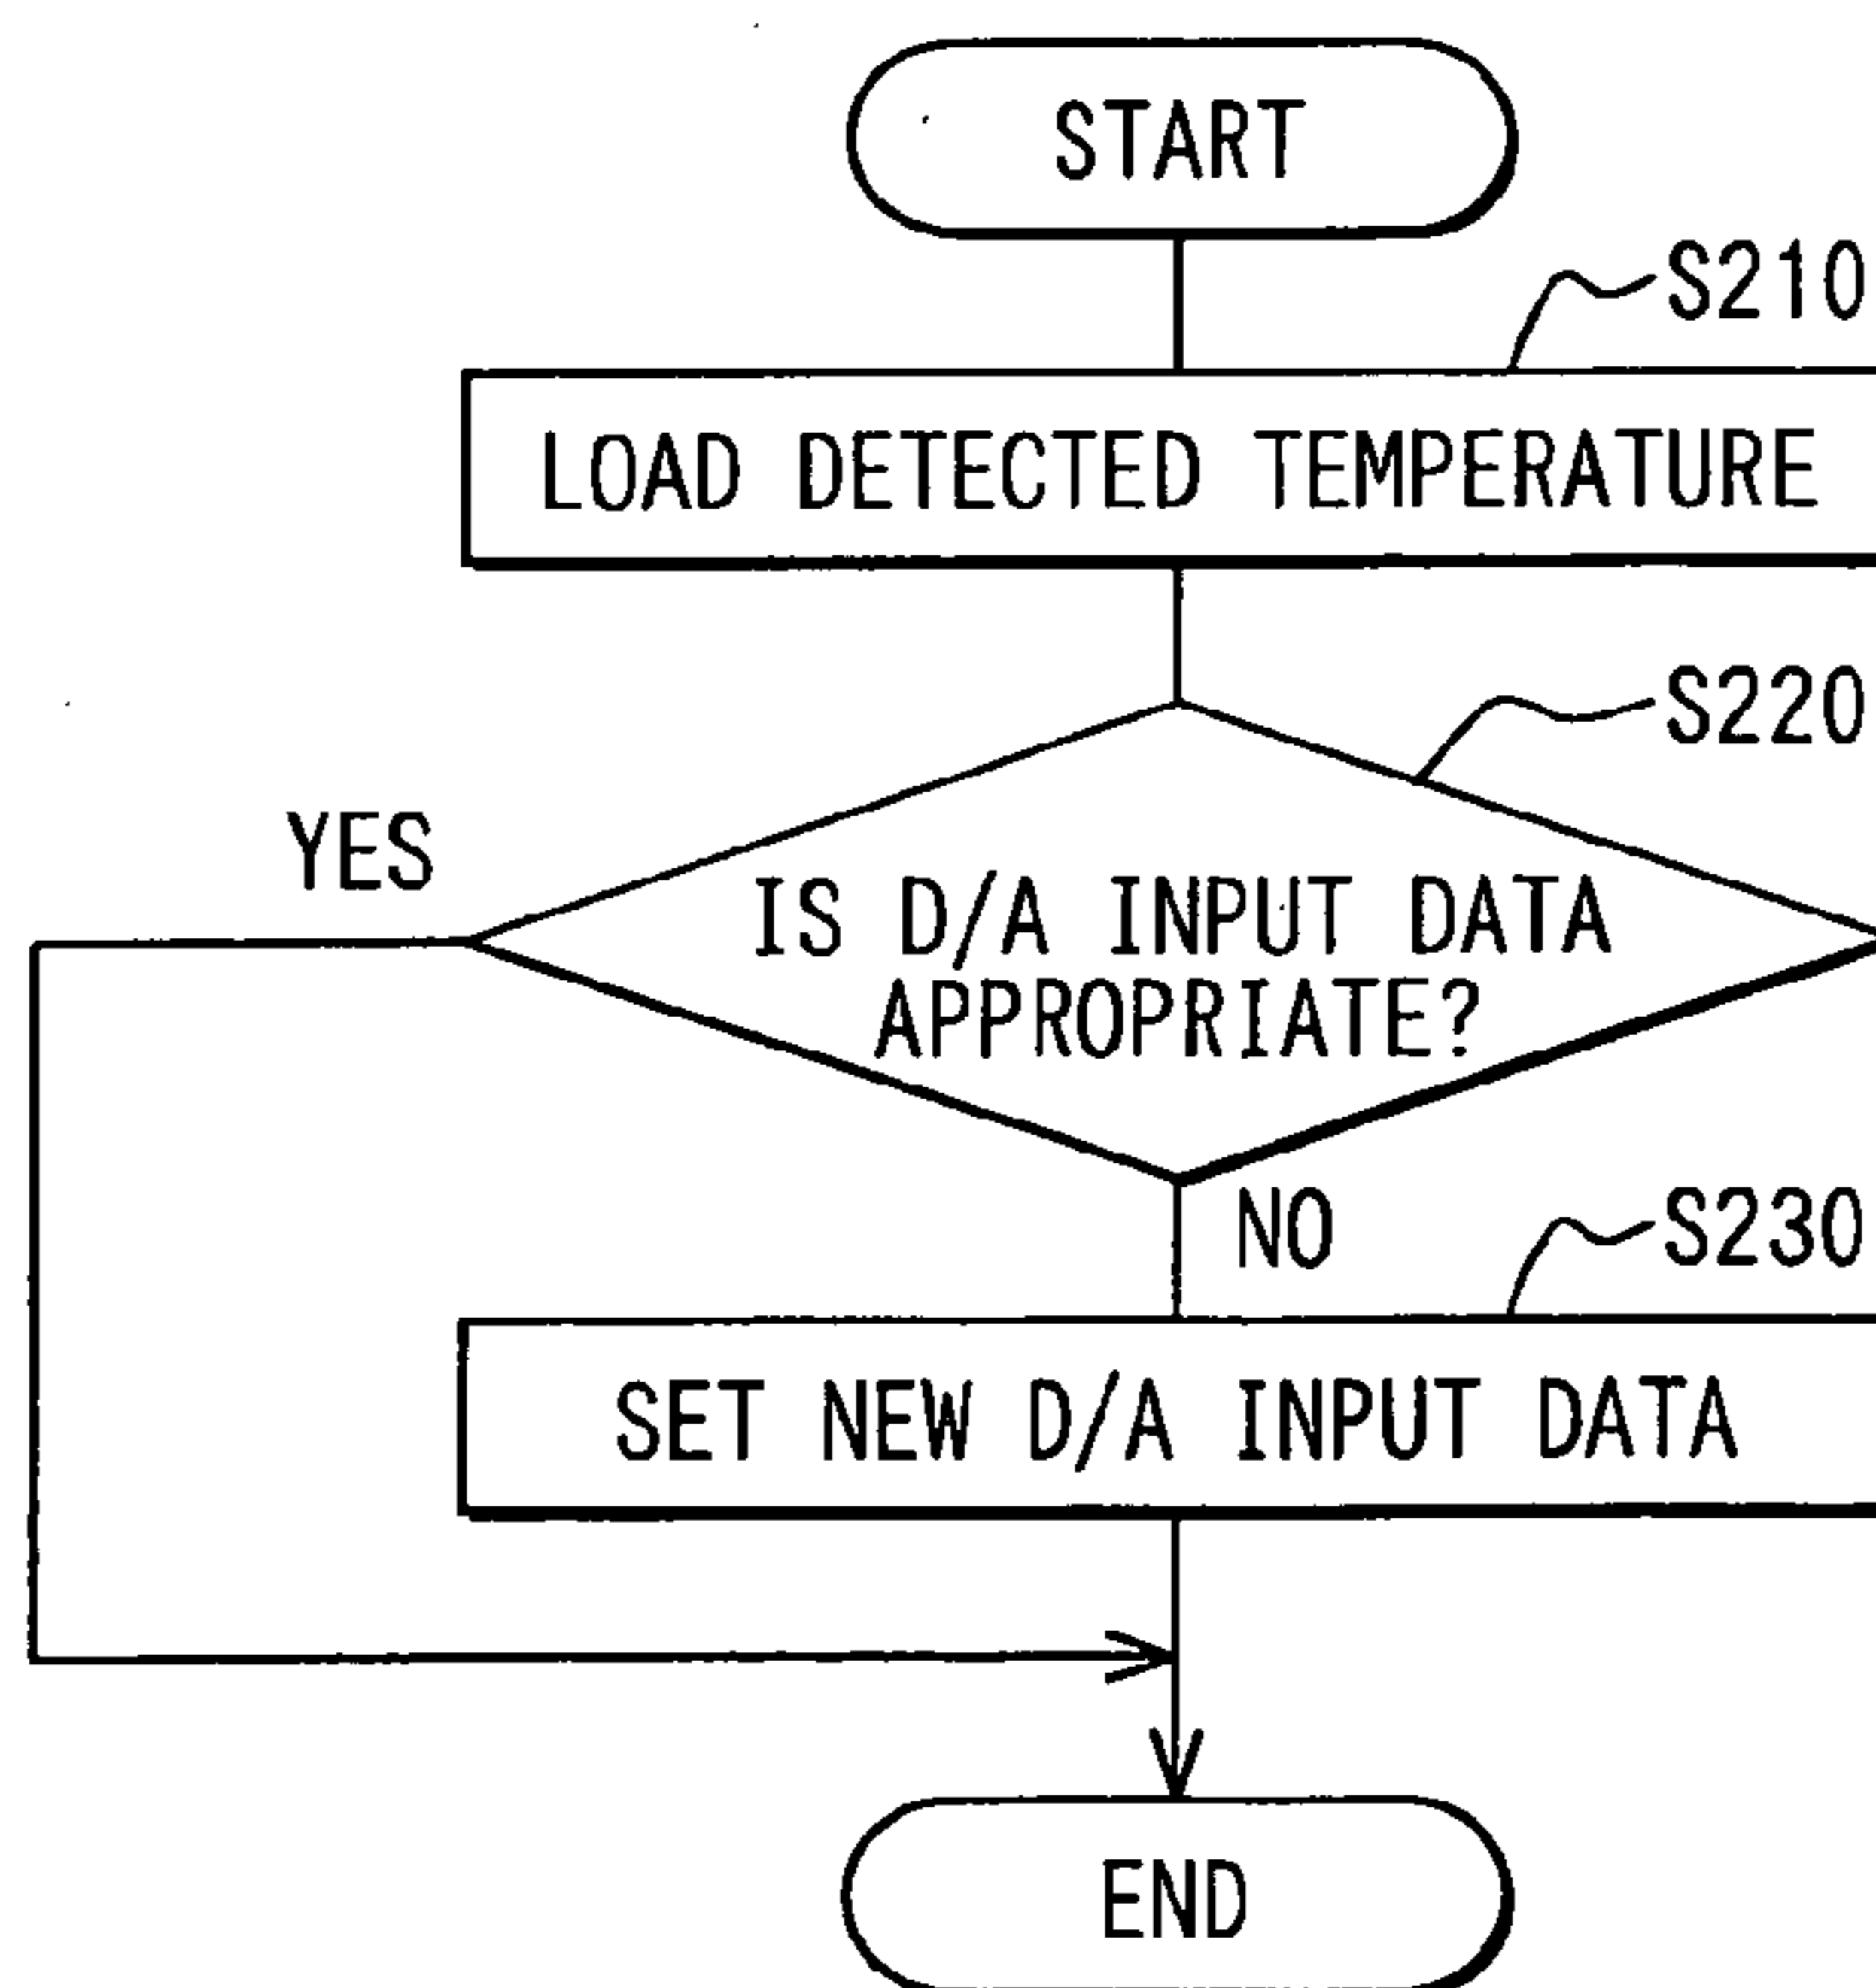 START
S210
LOAD DETECTED TEMPERATURE
S220
YES
IS D/A INPUT DATA
APPROPRIATE?
NO
S230
SET NEW D/A INPUT DATA
END